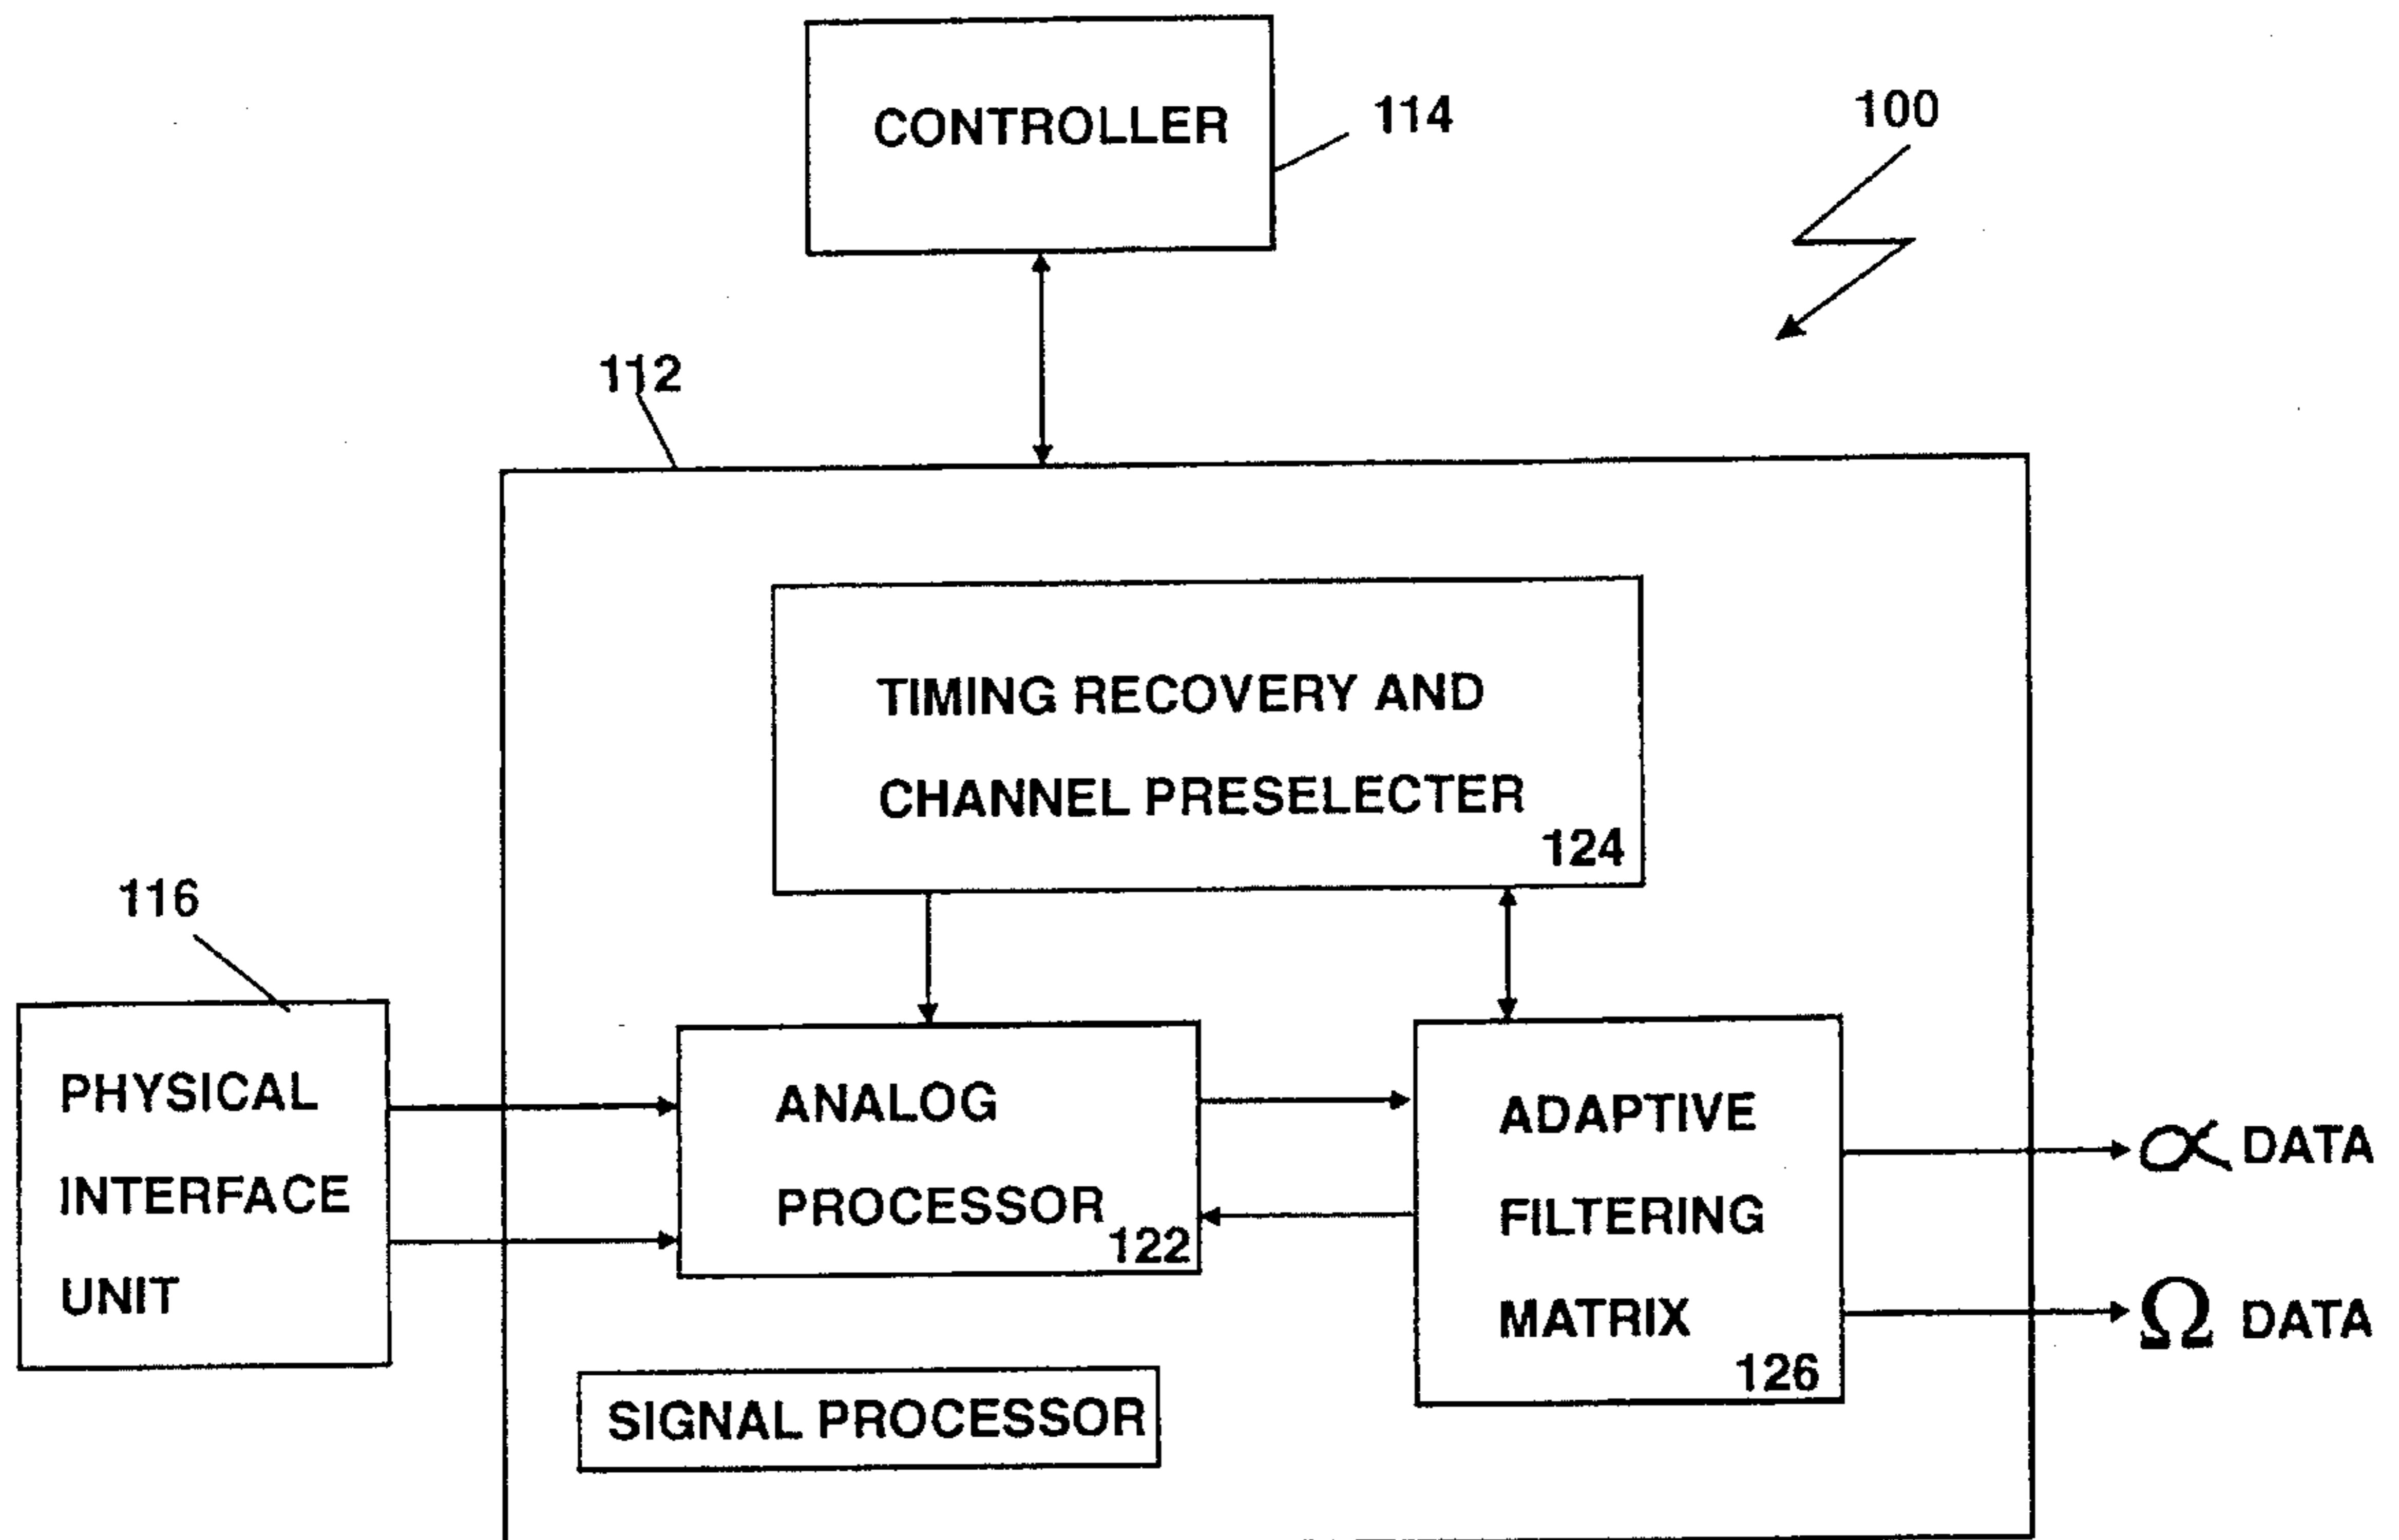 CONTROLLER
114
100
112
TIMING RECOVERY AND
CHANNEL PRESELECTER
124
116
PHYSICAL
INTERFACE
UNIT
ANALOG
PROCESSOR
122
ADAPTIVE
FILTERING
MATRIX
126
α DATA
Ω DATA
SIGNAL PROCESSOR